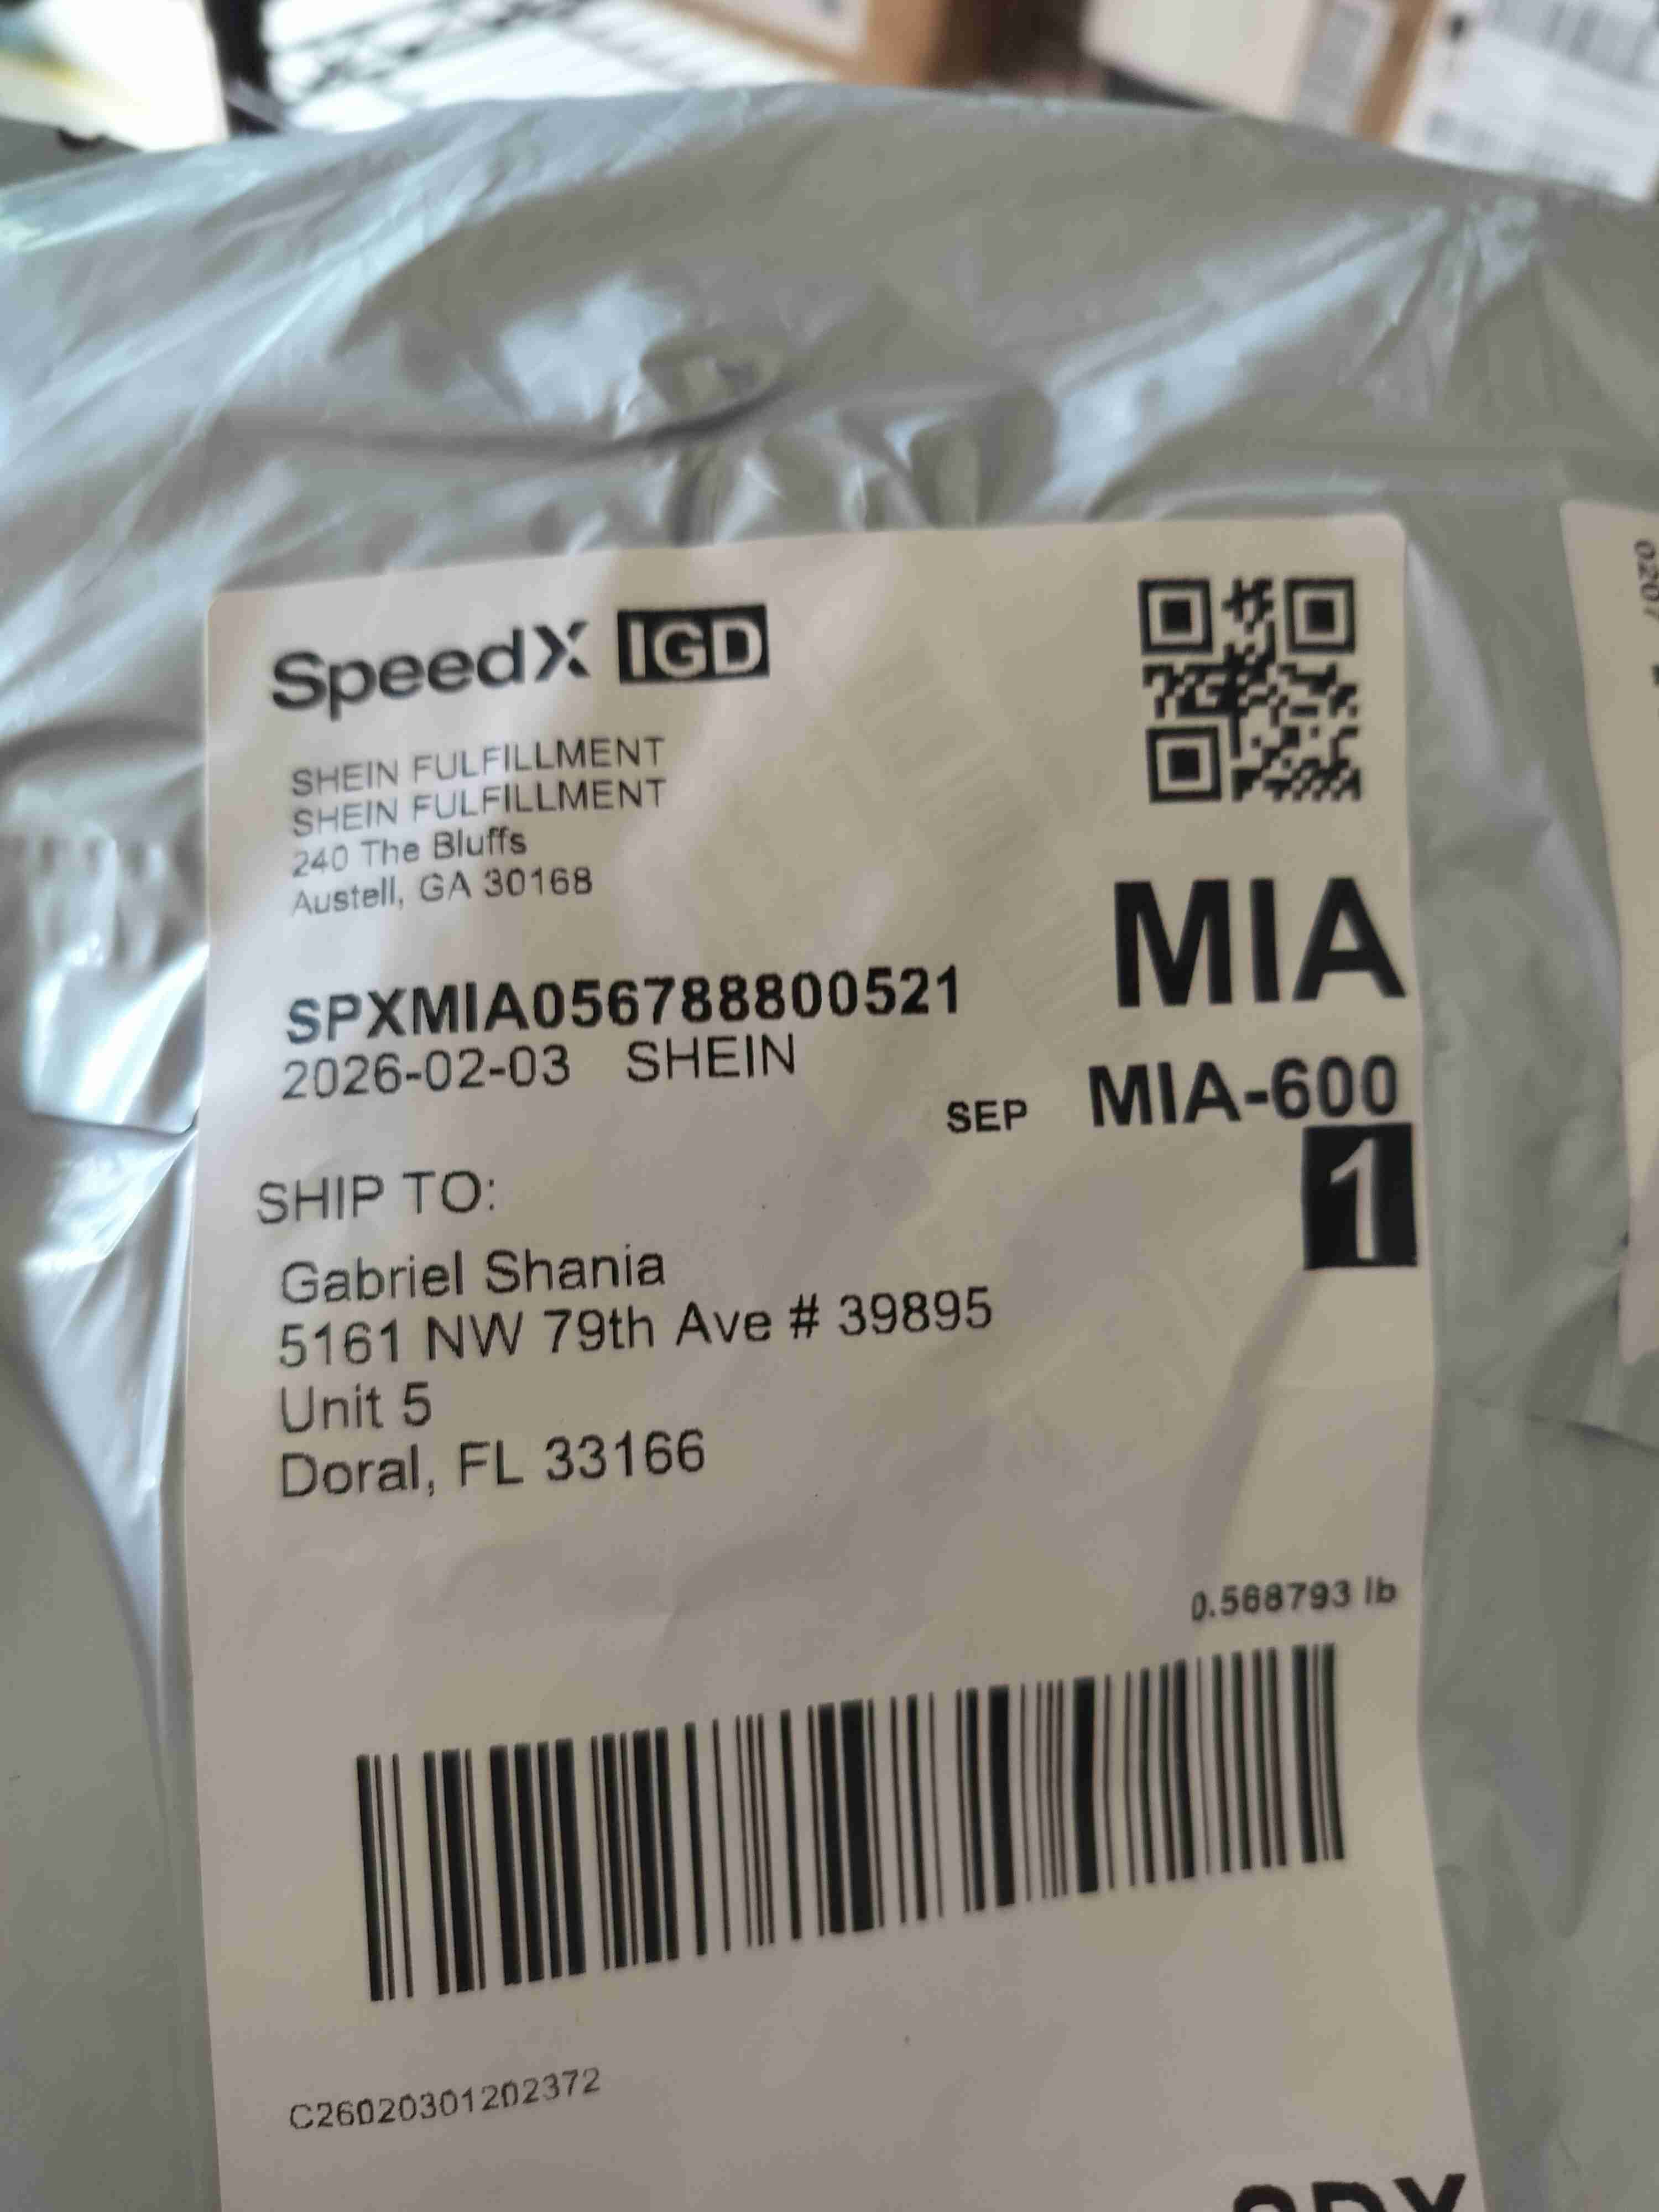 SpeedX IGD
SHEIN FULFILLMENT
SHEIN FULFILLMENT
240 The Bluffs
Austell, GA 30168
MIA
SPXMIA056788800521
2026-02-03 SHEIN
SEP MIA-600
1
SHIP TO:
Gabriel Shania
5161 NW 79th Ave # 39895
Unit 5
Doral, FL 33166
0.568793 lb
C26020301202372
0207